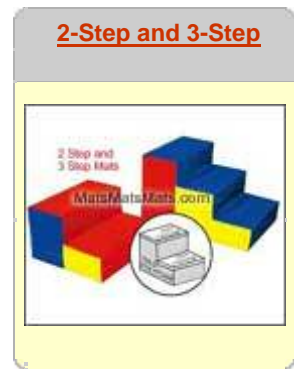 2-Step and 3-Step
2 Step and
3 Step Mats
MatsMatsMats.com